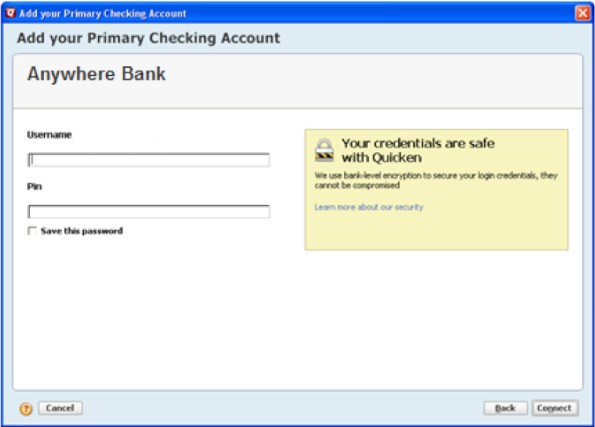 Add your Primary Checking Account
Add your Primary Checking Account
Anywhere Bank
Username
Pin
Save this password
Your credentials are safe
with Quicken
We use bank-level encryption to secure your login credentials, they
cannot be compromised
Learn more about our security
?
Cancel
Back
Connect